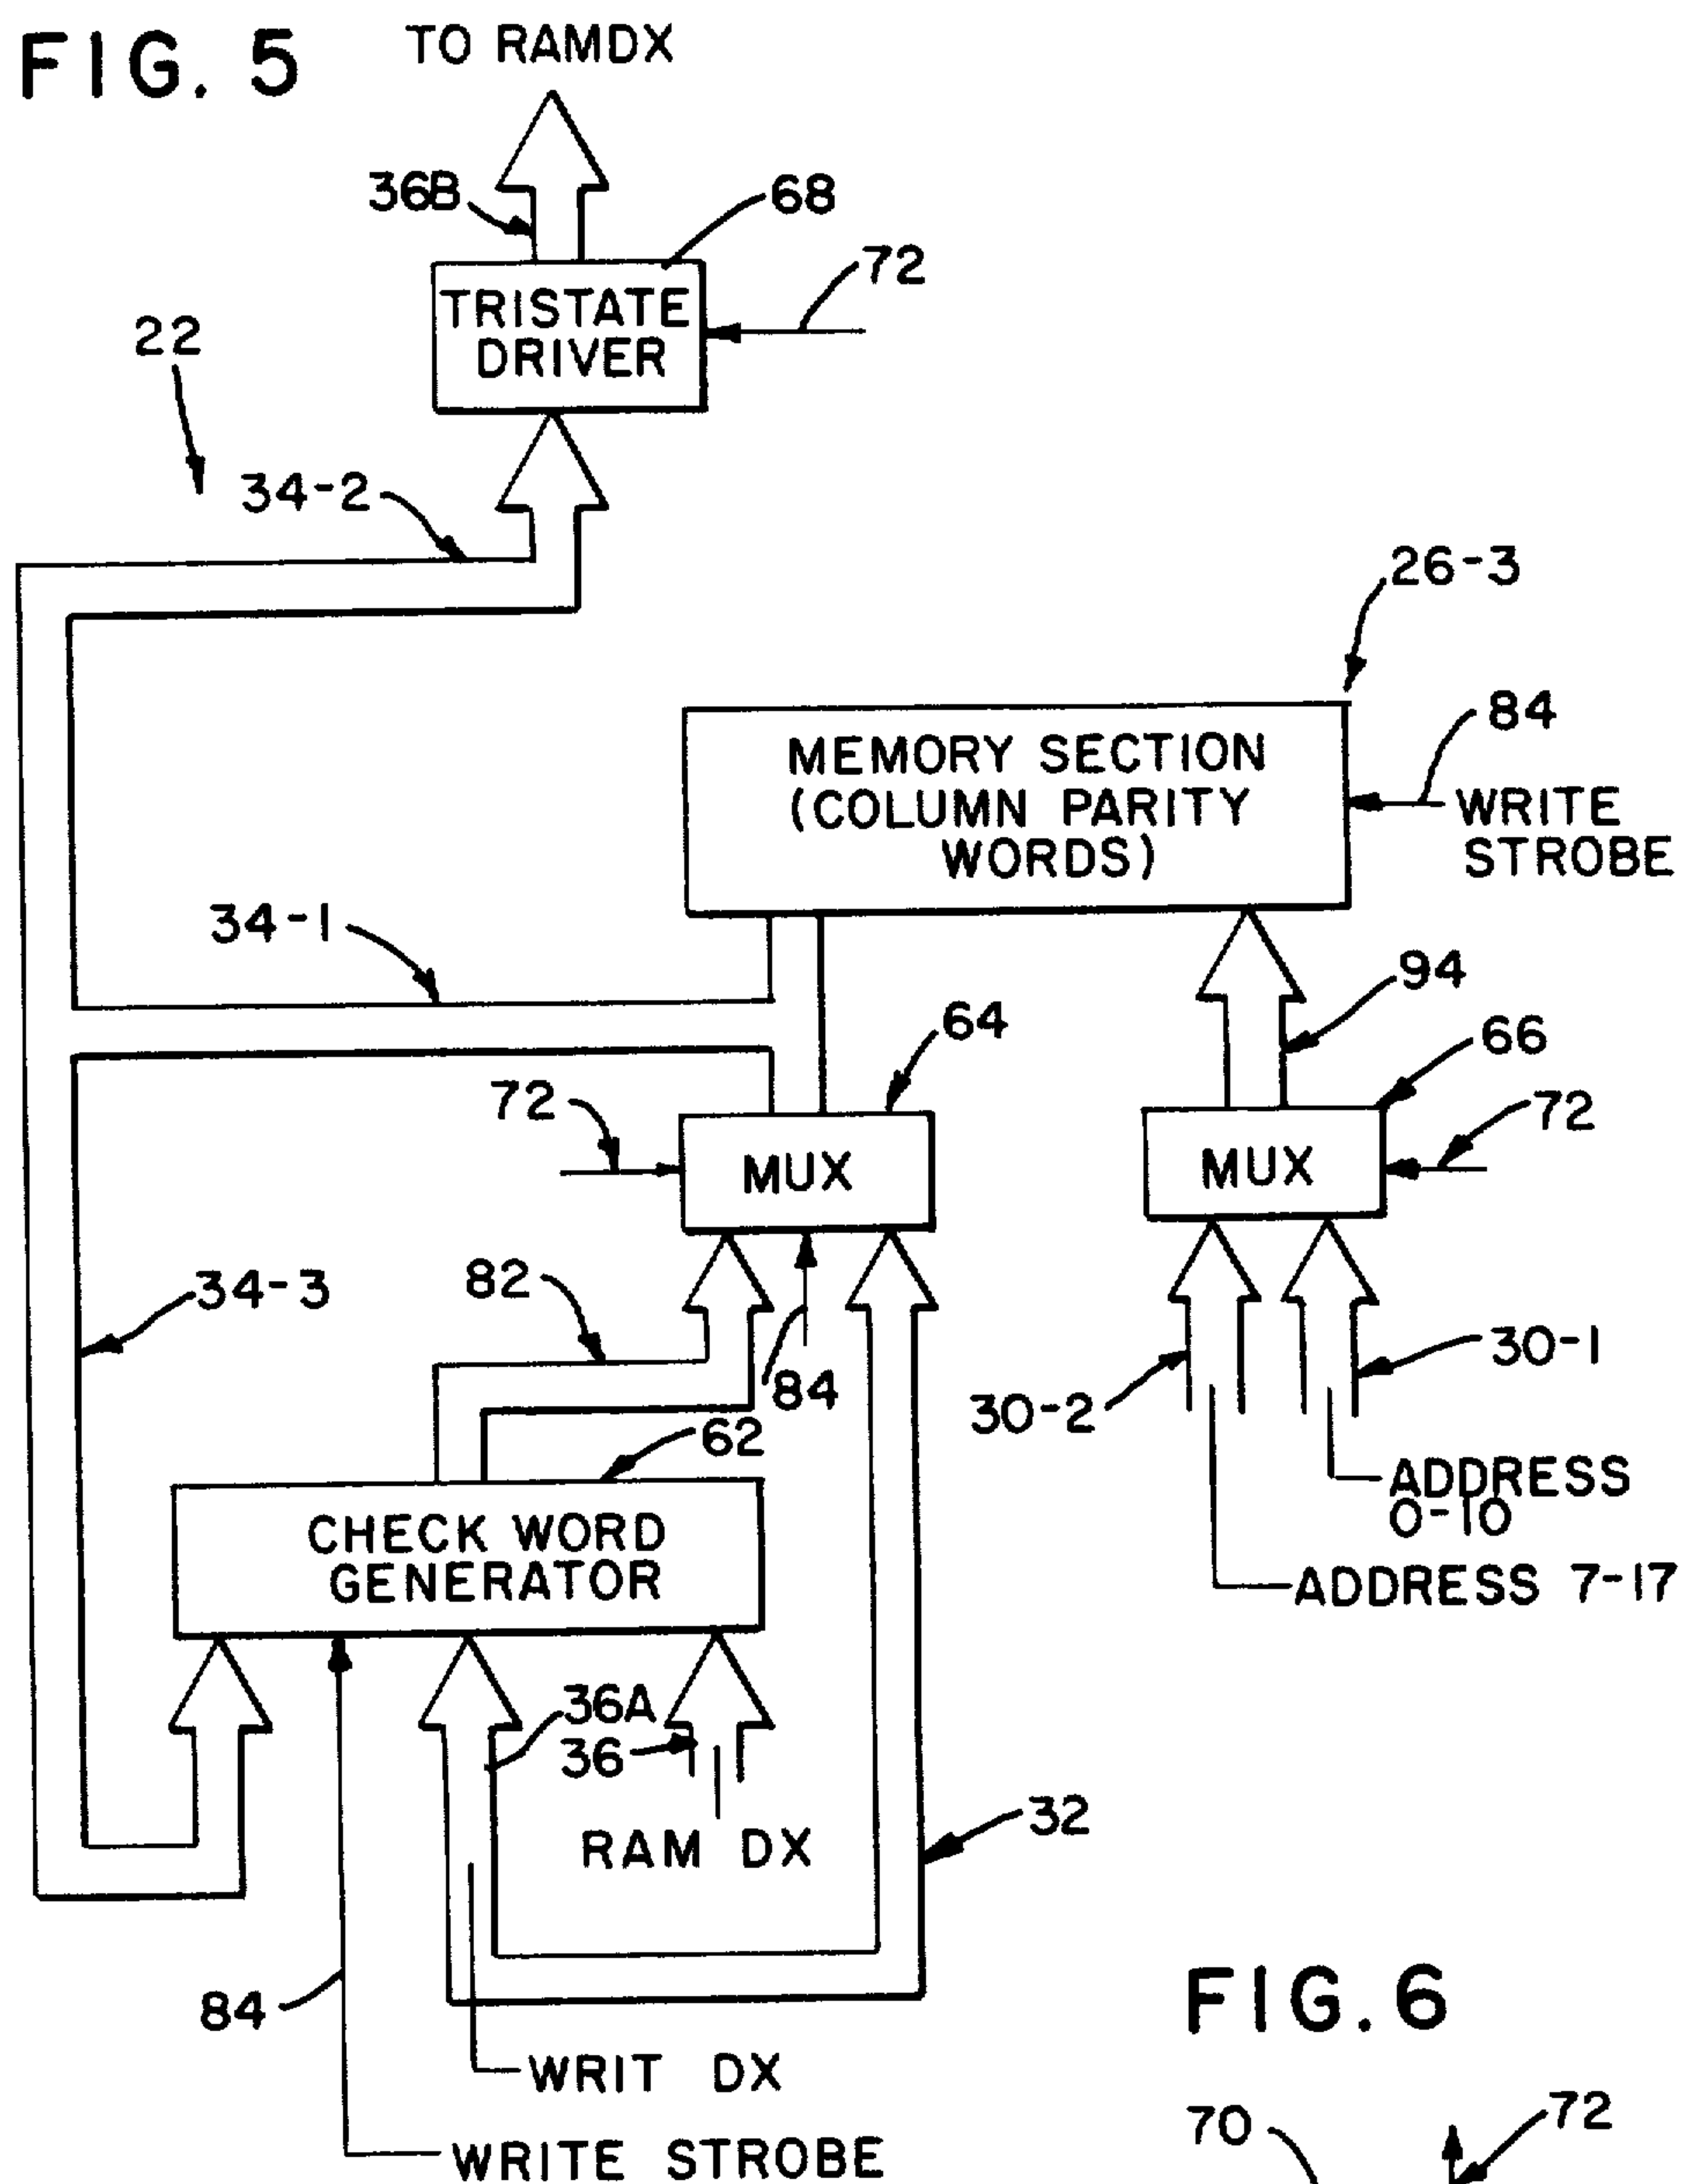 FIG. 5
TO RAMDX
36B
68
72
TRISTATE
DRIVER
22
34-2
26-3
84
MEMORY SECTION
(COLUMN PARITY
WORDS)
WRITE
STROBE
34-1
94
64
66
72
72
MUX
MUX
34-3
82
84
30-2
30-1
62
ADDRESS
0-10
CHECK WORD
GENERATOR
ADDRESS 7-17
36A
36
RAM DX
32
84
WRIT DX
WRITE STROBE
FIG. 6
70
72